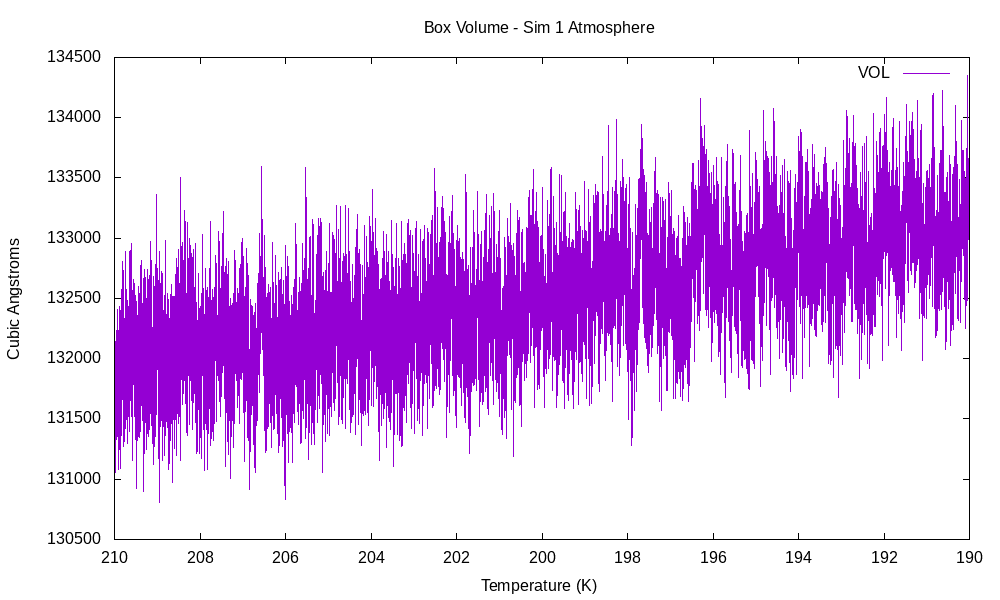 Box Volume - Sim 1 Atmosphere
VOL
134500
134000
133500
133000
132500
132000
131500
131000
130500
Cubic Angstroms
210 208 206 204 202 200 198 196 194 192 190
Temperature (K)